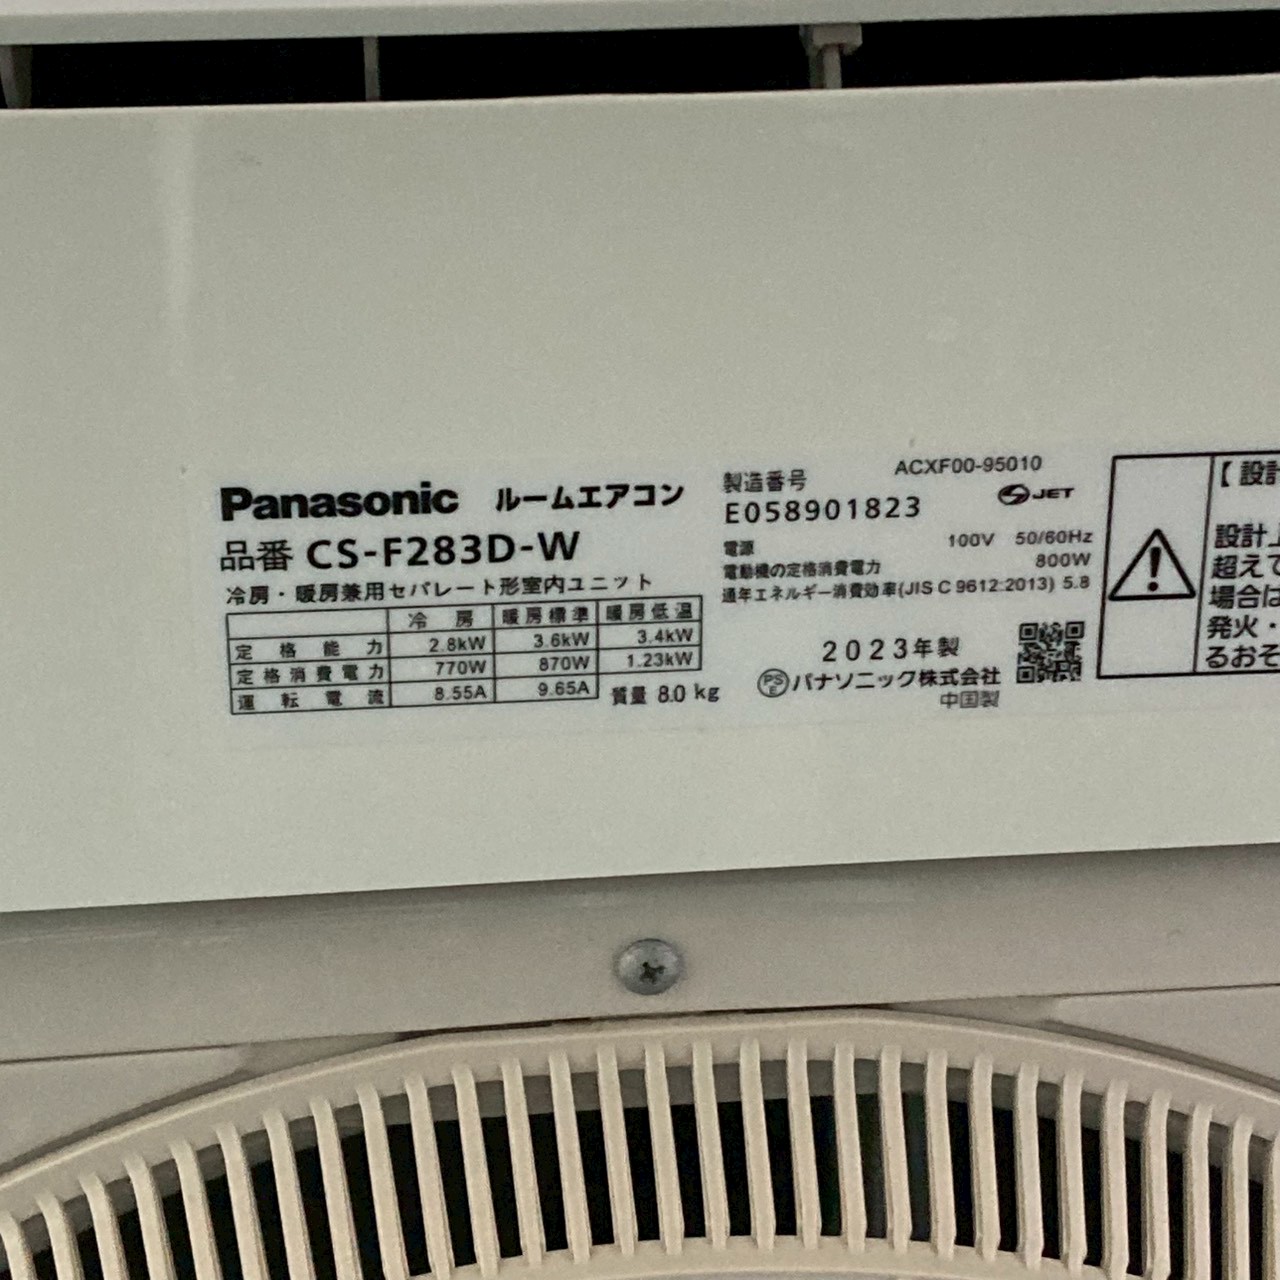 Panasonic ルームエアコン
品番 CS-F283D-W
冷房・暖房兼用セパレート形室内ユニット
冷房 暖房標準 暖房低温
定格能力 2.8kW 3.6kW 3.4kW
定格消費電力 770W 870W 1.23kW
運転電流 8.55A 9.65A
質量 8.0 kg
ACXF00-95010
製造番号
E058901823
JET
電源 100V 50/60Hz
電動機の定格消費電力 800W
通年エネルギー消費効率(JIS C 9612:2013) 5.8
2023年製
PSE パナソニック株式会社
中国製
【設計
設計上
超えて
場合は
発火・
るおそ